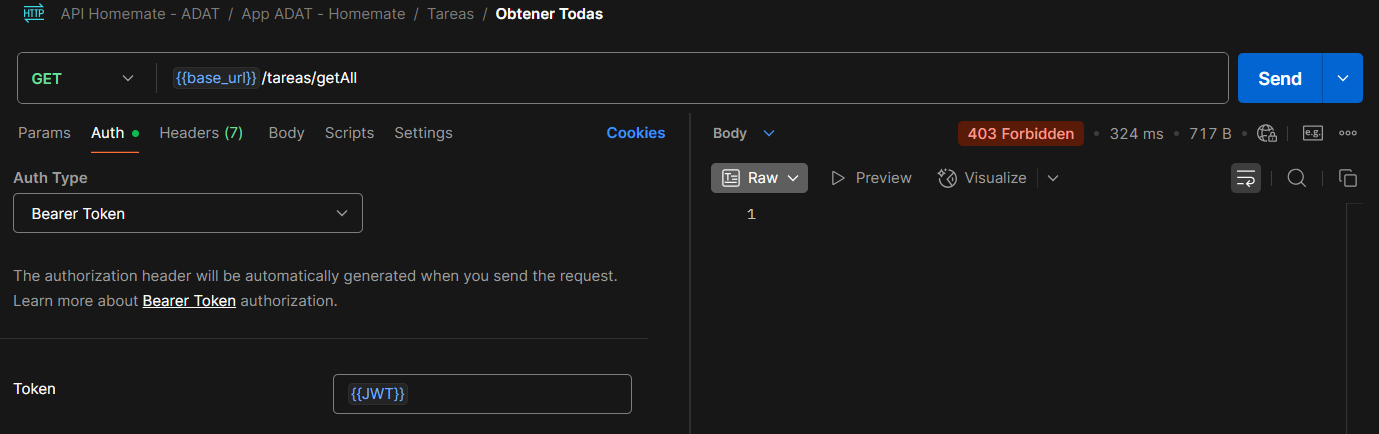 HTTP API Homemate - ADAT / App ADAT - Homemate / Tareas / Obtener Todas
GET {{base_url}}/tareas/getAll Send
Params Auth Headers (7) Body Scripts Settings Cookies
Auth Type
Bearer Token
The authorization header will be automatically generated when you send the request.
Learn more about Bearer Token authorization.
Token {{JWT}}
Body 403 Forbidden • 324 ms • 717 B e.g.
Raw Preview Visualize
1